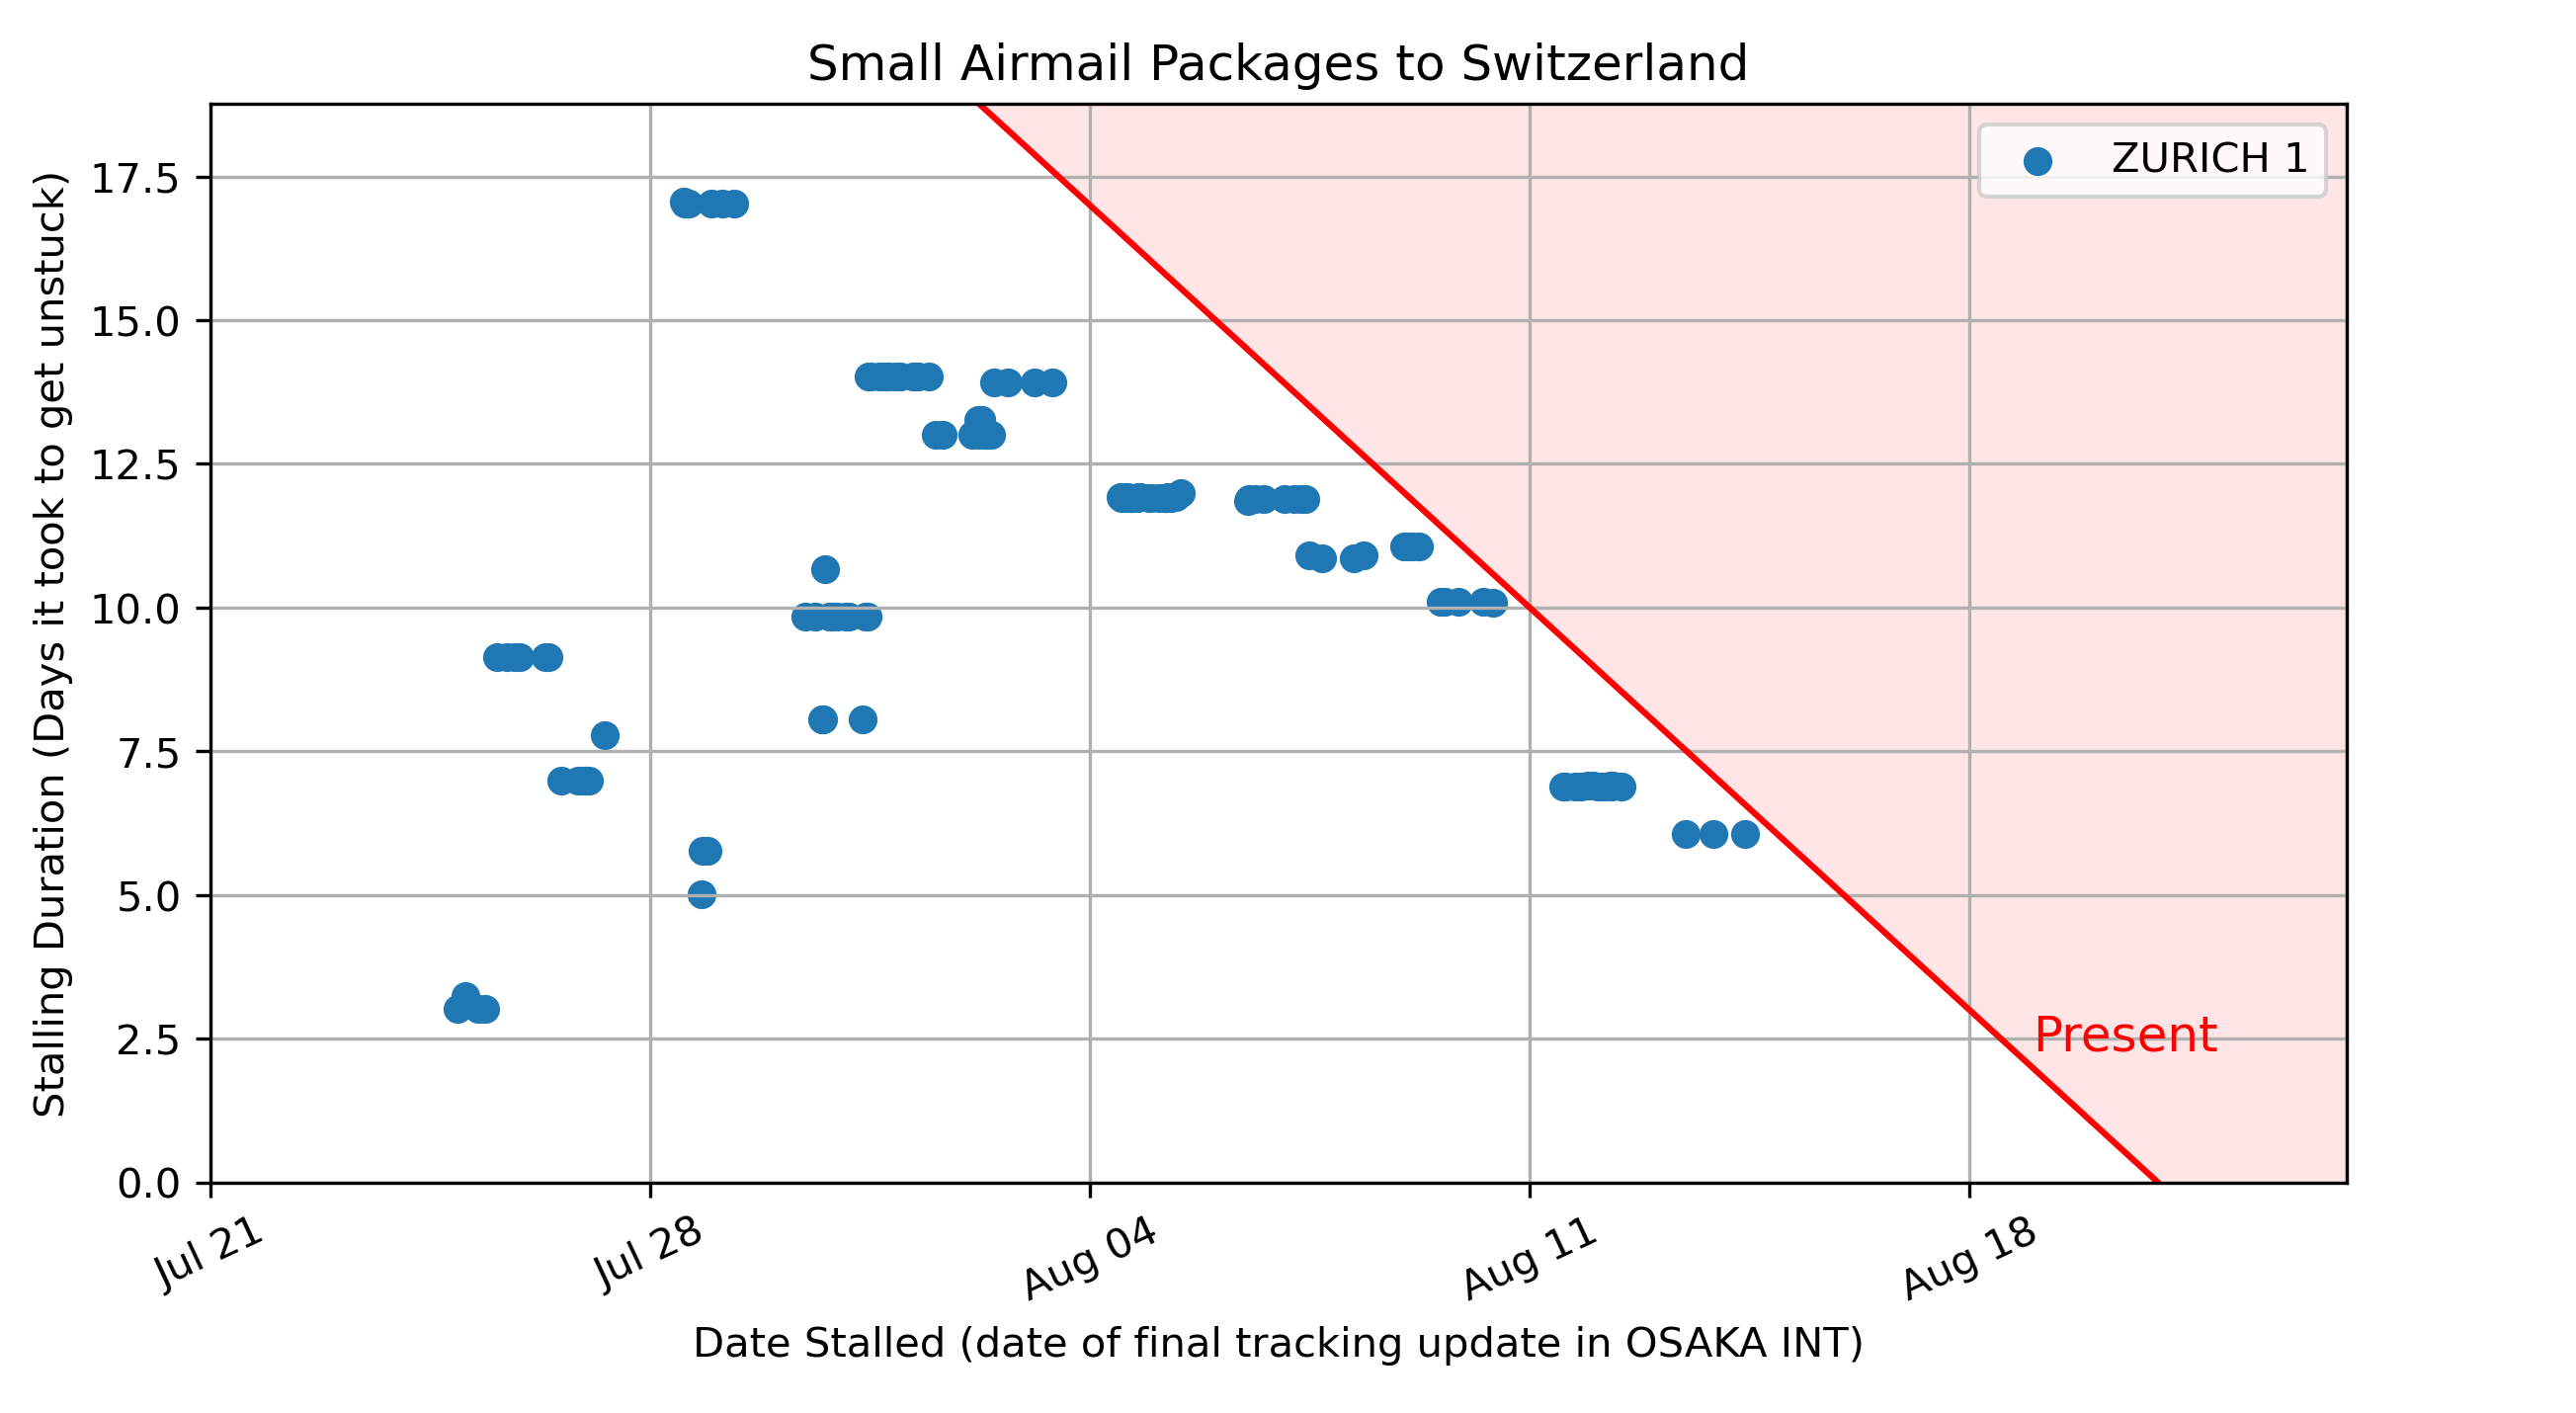 Small Airmail Packages to Switzerland
ZURICH 1
Stalling Duration (Days it took to get unstuck)
17.5
15.0
12.5
10.0
7.5
5.0
2.5
0.0
Present
Jul 21
Jul 28
Aug 04
Aug 11
Aug 18
Date Stalled (date of final tracking update in OSAKA INT)